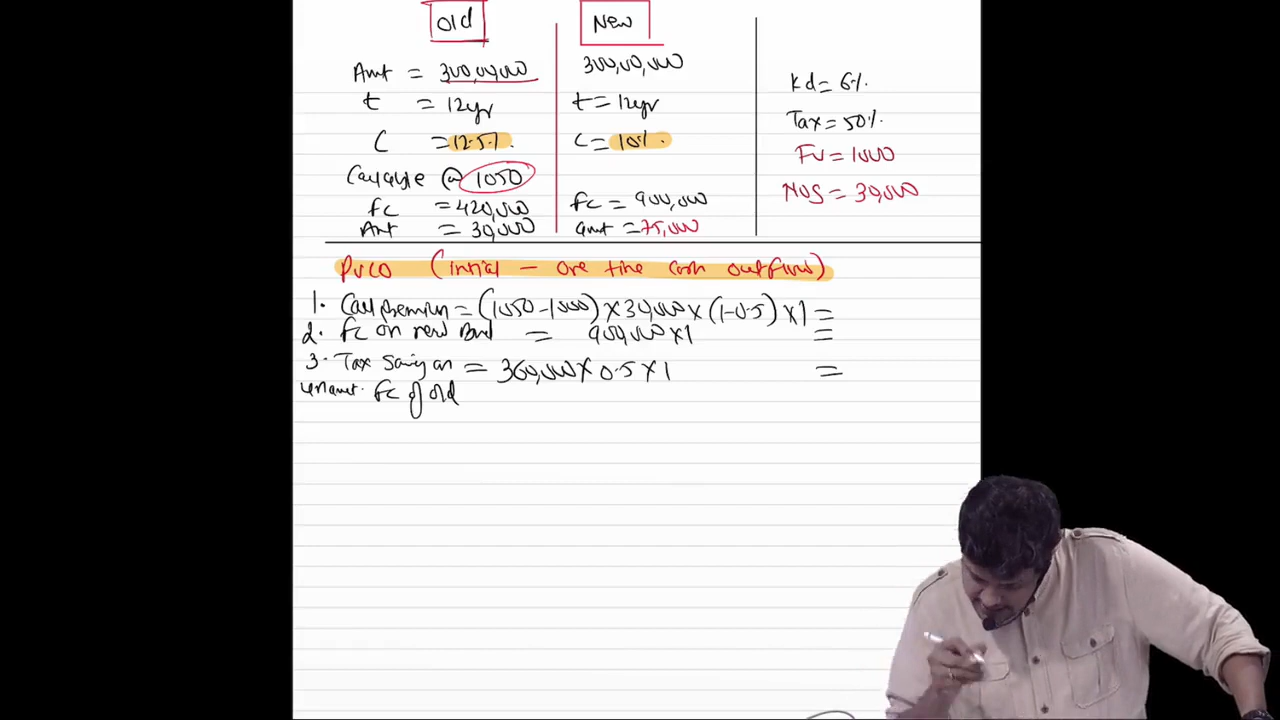 Old
New
Amt = 300,00,000
300,00,000
t = 12yr
t = 12yr
C = 12.5%.
C = 10%.
Callable @ 1050
fc = 420,000
fc = 900,000
Amt = 30,000
amt = 75,000
Kd = 6%.
Tax = 50%.
FV = 1000
NOS = 30,000
PVCO (initial - one time cash outflows)
1. Call premium = (1050-1000) x 30,000 x (1-0.5) x 1 =
2. fc on new Bond = 900,000 x 1 =
3. Tax Saving on = 360,000 x 0.5 x 1 =
unamt. fc of old